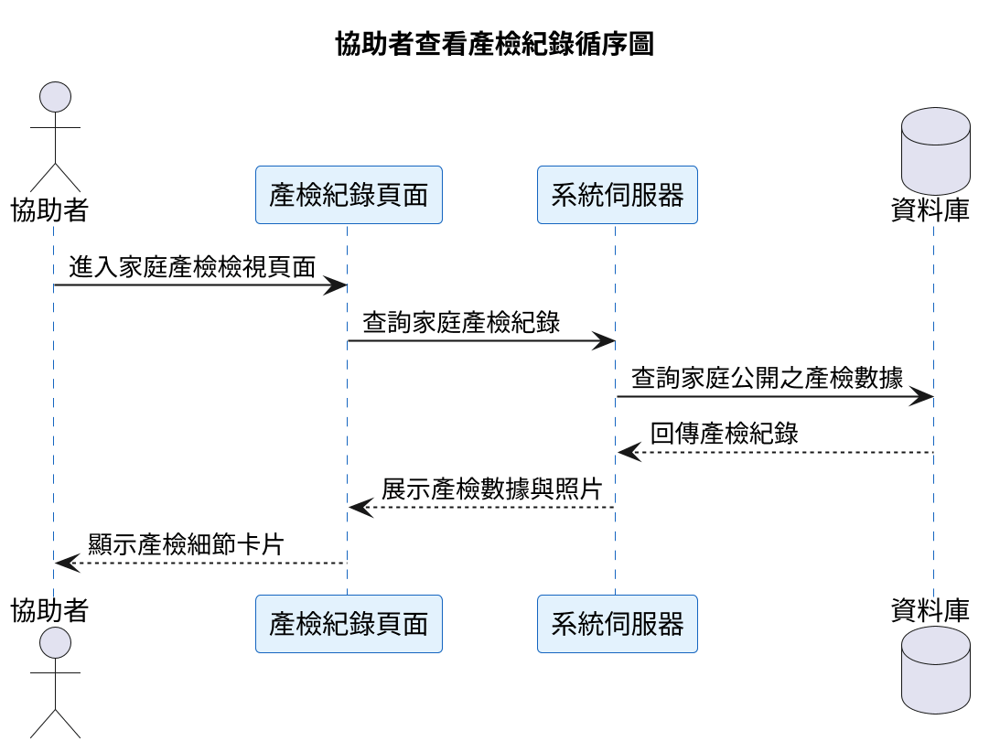 協助者查看產檢紀錄循序圖
協助者
產檢紀錄頁面
系統伺服器
資料庫
進入家庭產檢檢視頁面
查詢家庭產檢紀錄
查詢家庭公開之產檢數據
回傳產檢紀錄
展示產檢數據與照片
顯示產檢細節卡片
協助者
產檢紀錄頁面
系統伺服器
資料庫